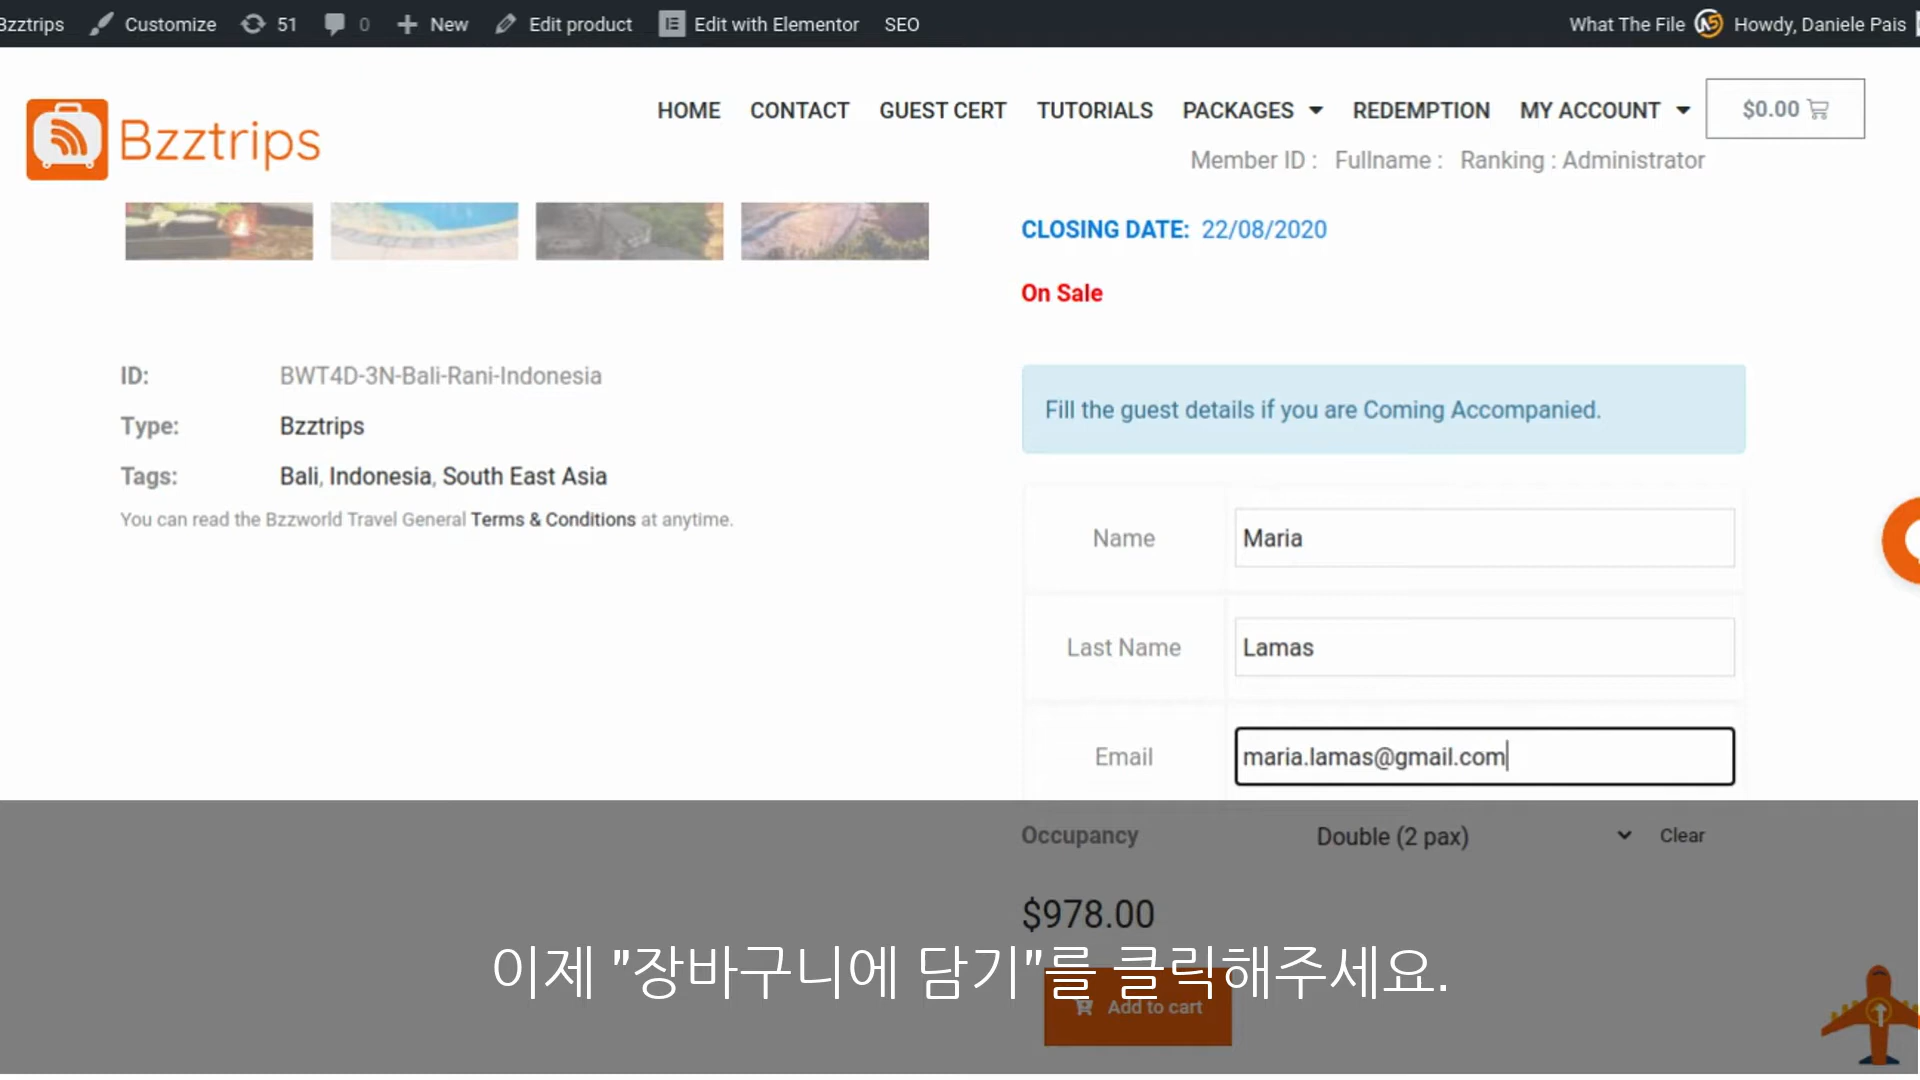 Bzztrips Customize 51 0 New Edit product Edit with Elementor SEO What The File Howdy, Daniele Pais
Bzztrips
HOME CONTACT GUEST CERT TUTORIALS PACKAGES REDEMPTION MY ACCOUNT $0.00
Member ID : Fullname : Ranking : Administrator
CLOSING DATE: 22/08/2020
On Sale
ID: BWT4D-3N-Bali-Rani-Indonesia
Type: Bzztrips
Tags: Bali, Indonesia, South East Asia
You can read the Bzzworld Travel General Terms & Conditions at anytime.
Fill the guest details if you are Coming Accompanied.
Name Maria
Last Name Lamas
Email maria.lamas@gmail.com
Occupancy Double (2 pax) Clear
$978.00
이제 "장바구니에 담기"를 클릭해주세요.
Add to cart